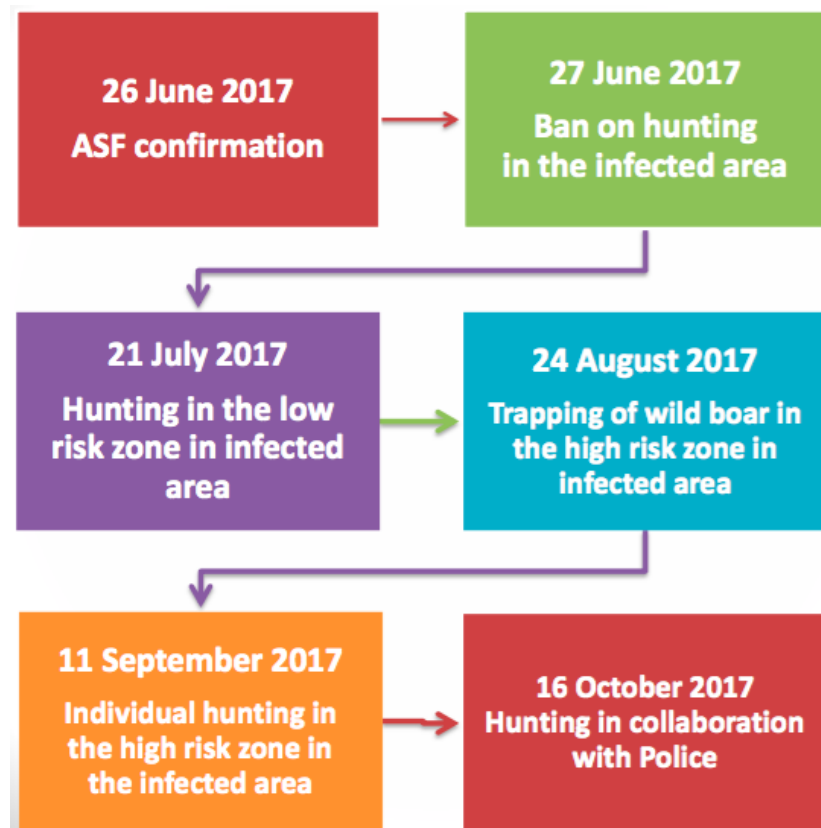 26 June 2017
ASF confirmation
27 June 2017
Ban on hunting
in the infected area
21 July 2017
Hunting in the low
risk zone in infected
area
24 August 2017
Trapping of wild boar in
the high risk zone in
infected area
11 September 2017
Individual hunting in
the high risk zone in
the infected area
16 October 2017
Hunting in collaboration
with Police